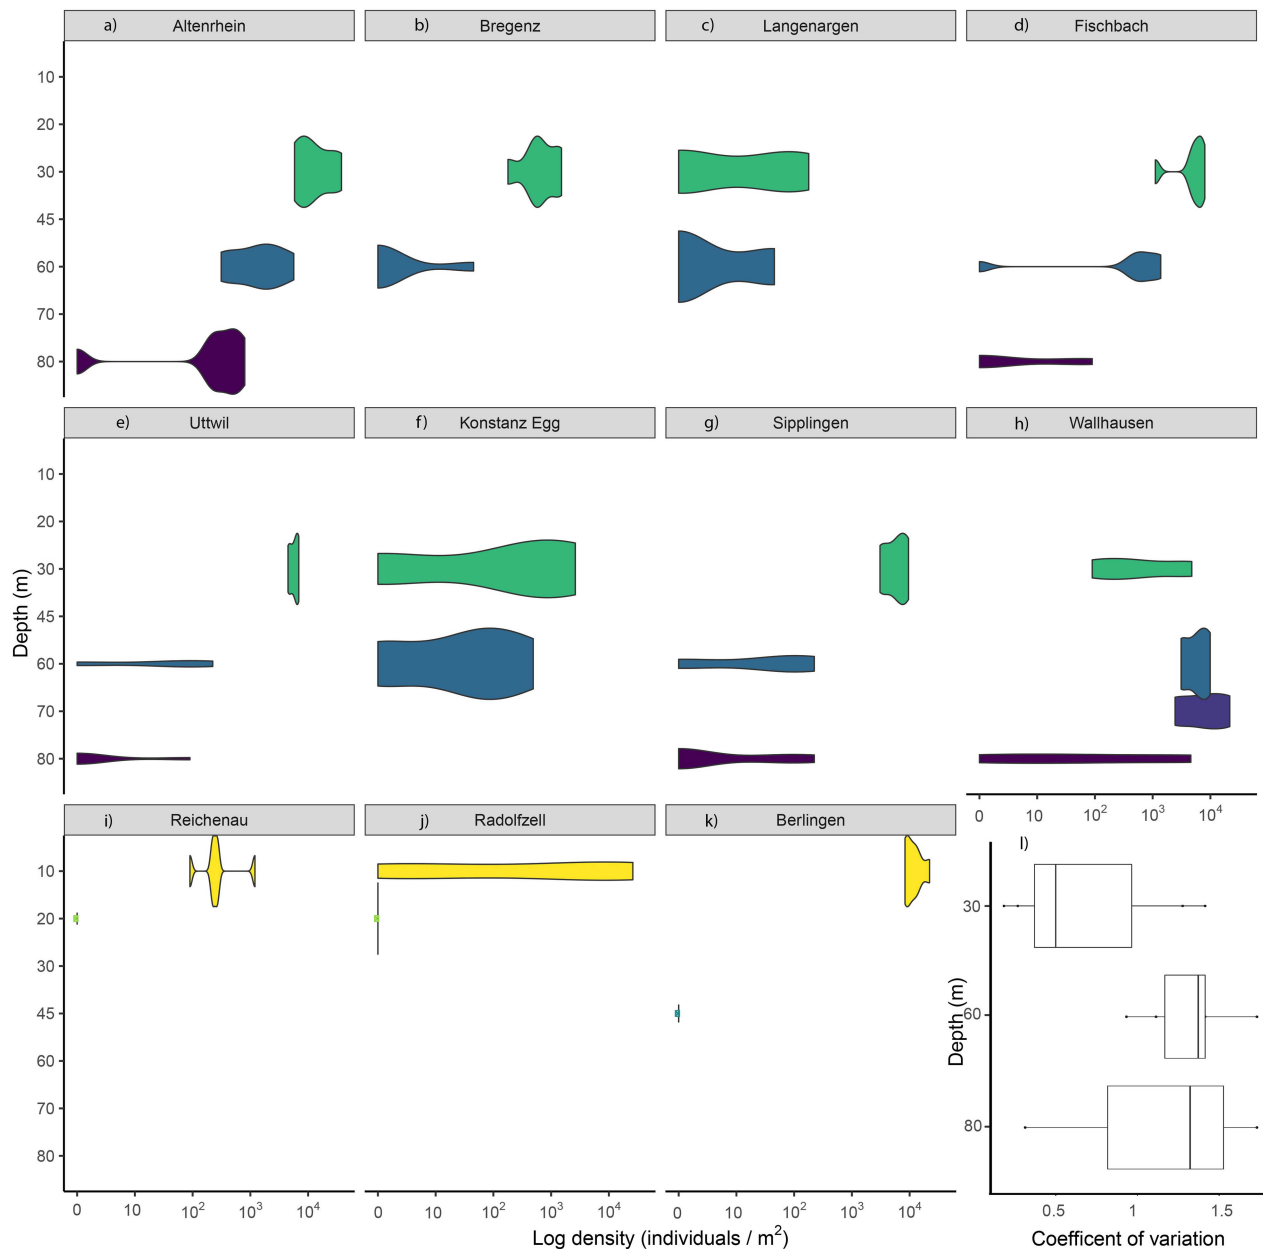 a) Altenrhein b) Bregenz c) Langenargen d) Fischbach
10
20
30
45
60
70
80
e) Uttwil f) Konstanz Egg g) Sipplingen h) Wallhausen
10
20
30
45
60
70
80
0 10 10² 10³ 10⁴
Depth (m)
i) Reichenau j) Radolfzell k) Berlingen l)
10
20
30
45
60
70
80
0 10 10² 10³ 10⁴ 0 10 10² 10³ 10⁴ 0 10 10² 10³ 10⁴
Log density (individuals / m²)
30
60
80
Depth (m)
0.5 1 1.5
Coefficent of variation